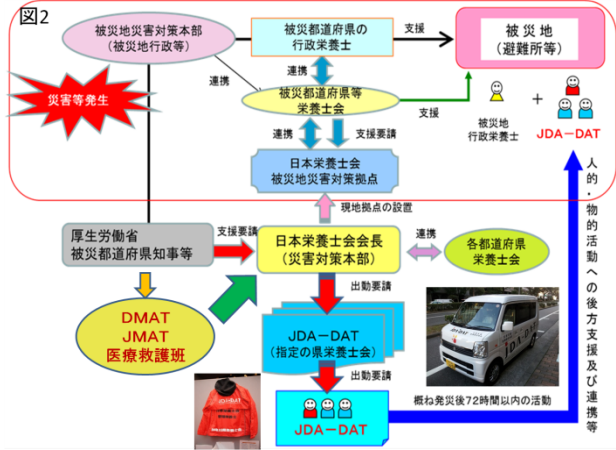 図2
被災地災害対策本部
(被災地行政等)
被災都道府県の
行政栄養士
支援
被災地
(避難所等)
災害等発生
連携
連携
被災都道府県等
栄養士会
支援
被災地
行政栄養士
+
JDA-DAT
連携
支援要請
日本栄養士会
被災地災害対策拠点
現地拠点の設置
厚生労働省
被災都道府県知事等
支援要請
日本栄養士会会長
(災害対策本部)
連携
各都道府県
栄養士会
人的・物的活動への後方支援及び連携等
DMAT
JMAT
医療救護班
出動要請
JDA-DAT
(指定の県栄養士会)
出動要請
JDA-DAT
JDA-DAT
JDA-DAT
概ね発災後72時間以内の活動